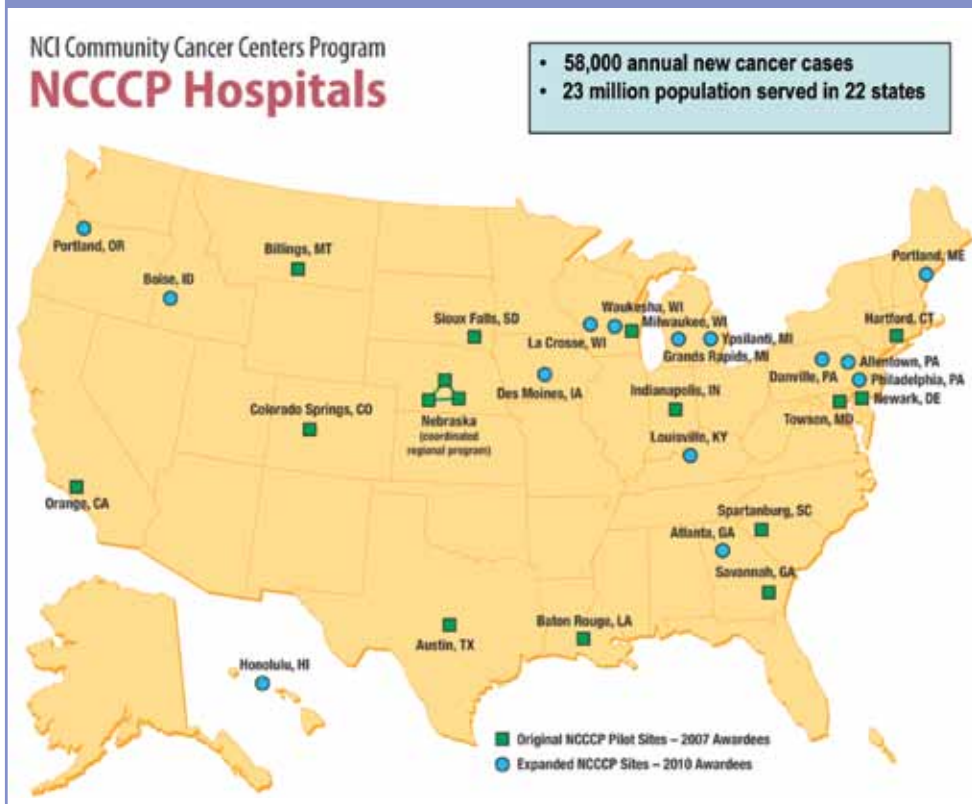 NCI Community Cancer Centers Program
NCCCP Hospitals
• 58,000 annual new cancer cases
• 23 million population served in 22 states
Portland, OR
Billings, MT
Boise, ID
Portland, ME
Waukesha, WI
Sioux Falls, SD
Milwaukee, WI
Hartford, CT
La Crosse, WI
Ypsilanti, MI
Grands Rapids, MI
Allentown, PA
Danville, PA
Philadelphia, PA
Des Moines, IA
Indianapolis, IN
Newark, DE
Colorado Springs, CO
Nebraska
(coordinated
regional program)
Towson, MD
Louisville, KY
Orange, CA
Spartanburg, SC
Atlanta, GA
Savannah, GA
Baton Rouge, LA
Austin, TX
Honolulu, HI
Original NCCCP Pilot Sites – 2007 Awardees
Expanded NCCCP Sites – 2010 Awardees